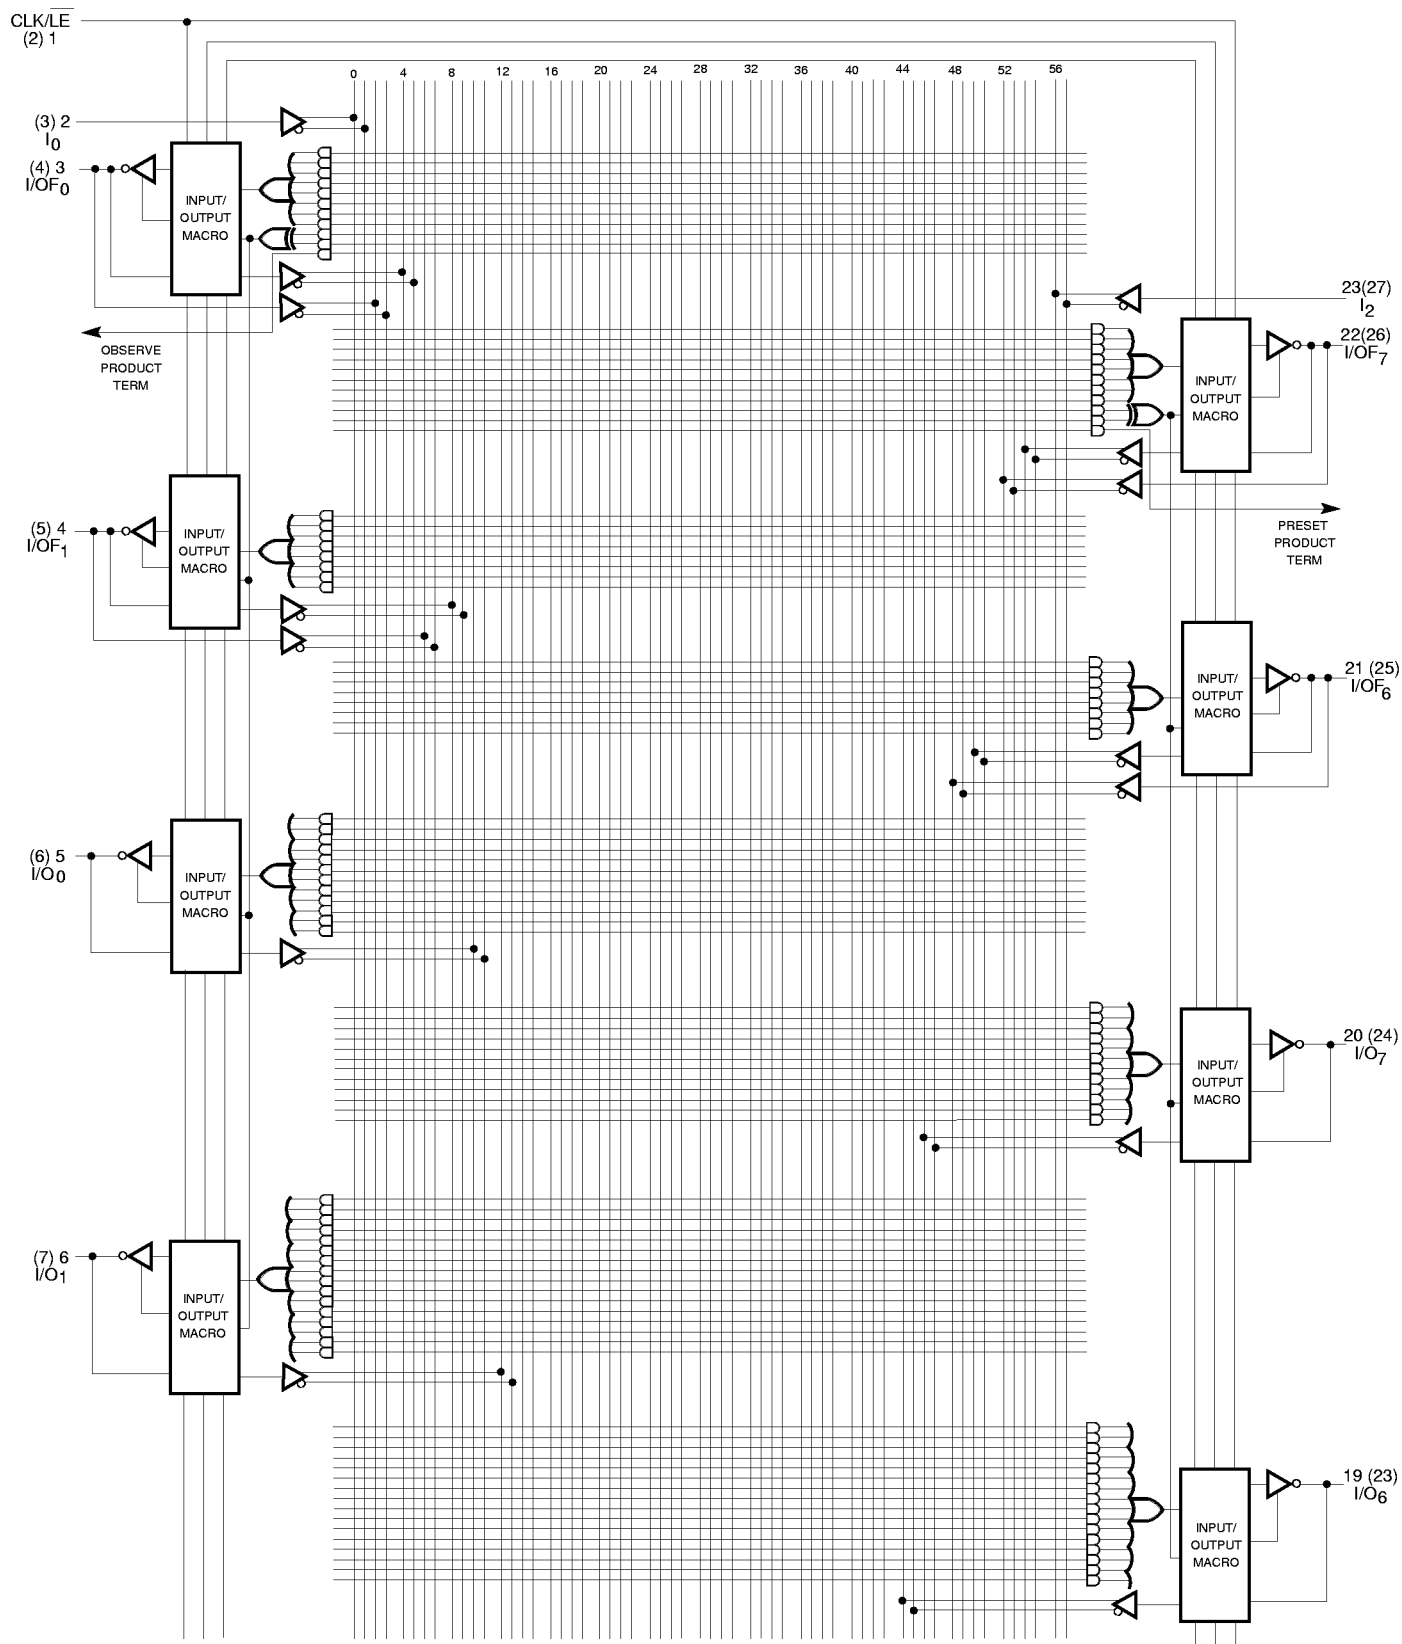 CLK/L̅E̅
(2) 1
0 4 8 12 16 20 24 28 32 36 40 44 48 52 56
(3) 2
I0
(4) 3
I/OF0
INPUT/
OUTPUT
MACRO
OBSERVE
PRODUCT
TERM
23(27)
I2
22(26)
I/OF7
INPUT/
OUTPUT
MACRO
PRESET
PRODUCT
TERM
(5) 4
I/OF1
INPUT/
OUTPUT
MACRO
21 (25)
I/OF6
INPUT/
OUTPUT
MACRO
(6) 5
I/O0
INPUT/
OUTPUT
MACRO
20 (24)
I/O7
INPUT/
OUTPUT
MACRO
(7) 6
I/O1
INPUT/
OUTPUT
MACRO
19 (23)
I/O6
INPUT/
OUTPUT
MACRO